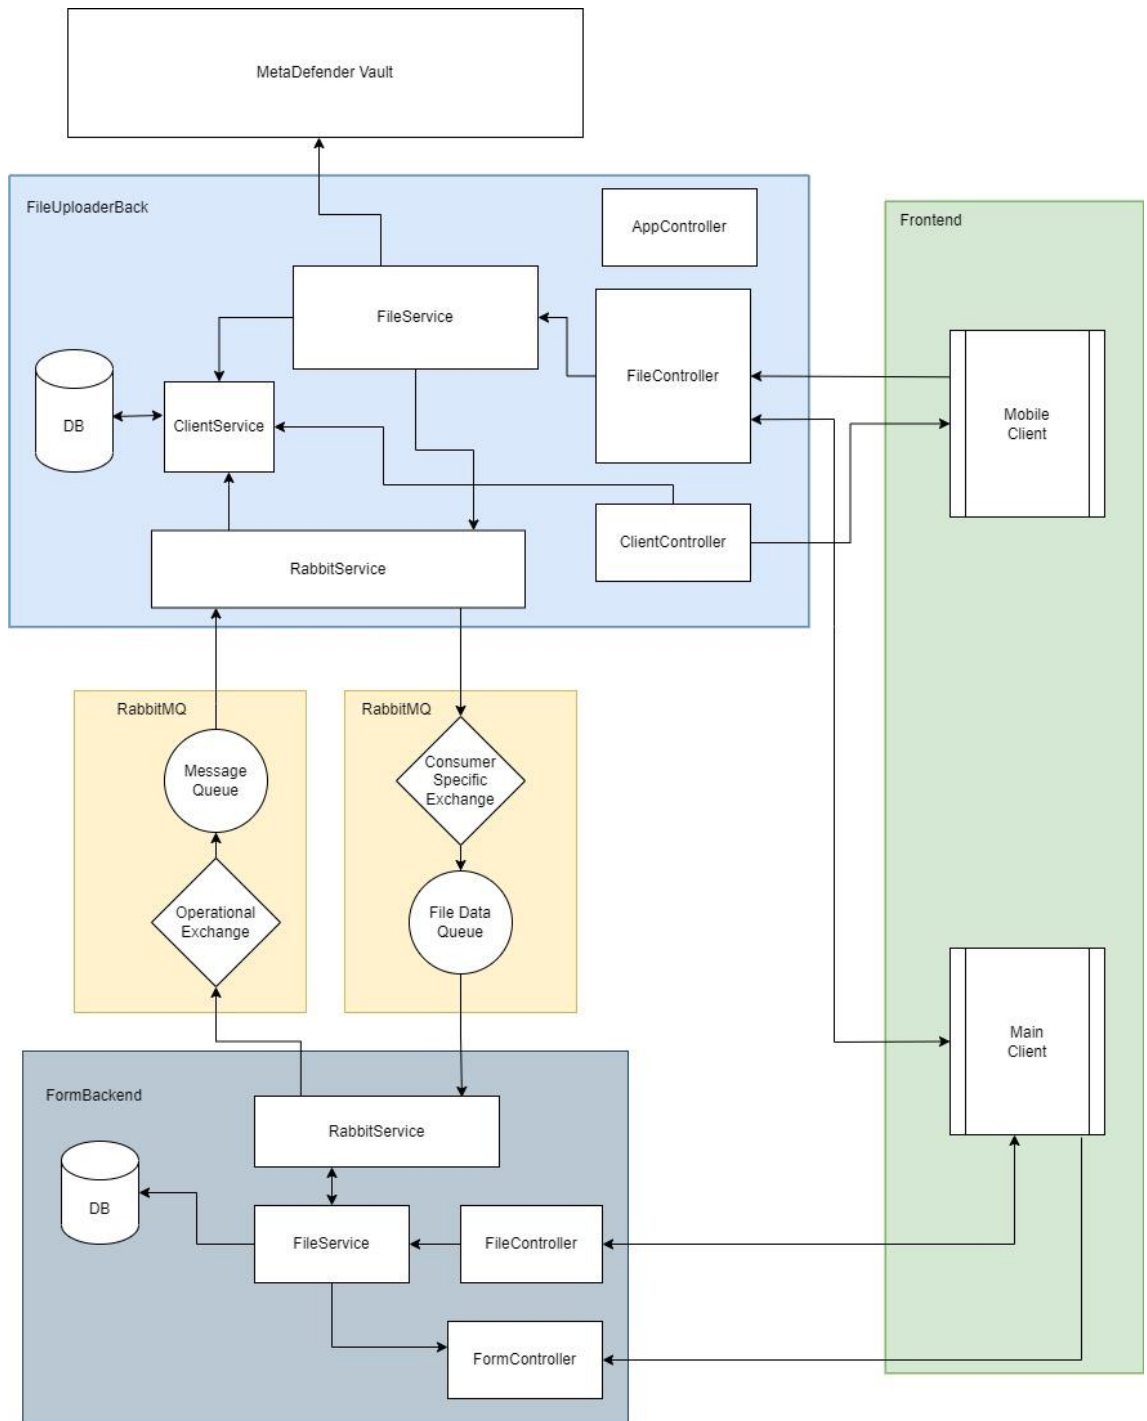 MetaDefender Vault
FileUploaderBack
AppController
Frontend
FileService
FileController
Mobile
Client
DB
ClientService
ClientController
RabbitService
RabbitMQ
RabbitMQ
Message
Queue
Consumer
Specific
Exchange
Operational
Exchange
File Data
Queue
Main
Client
FormBackend
RabbitService
DB
FileService
FileController
FormController